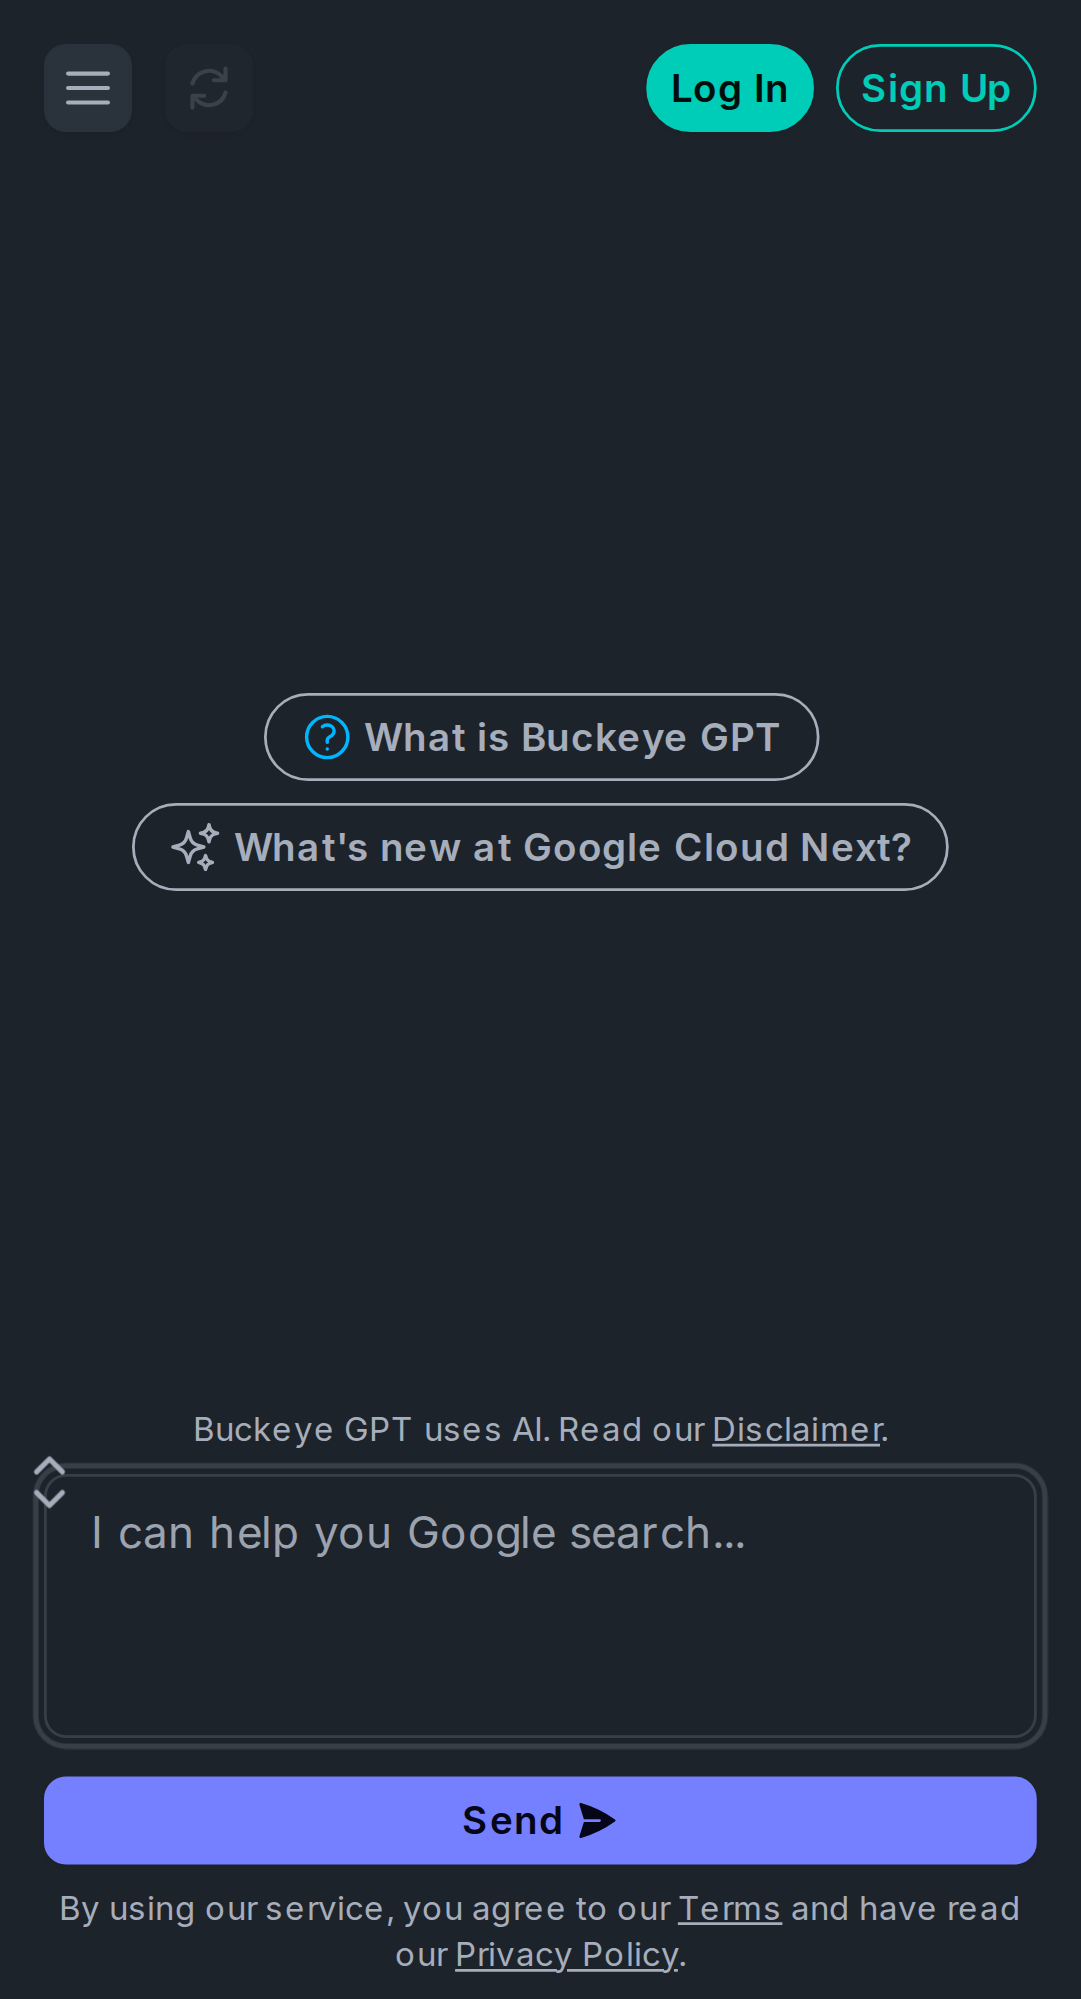 Log In
Sign Up
What is Buckeye GPT
What's new at Google Cloud Next?
Buckeye GPT uses AI. Read our Disclaimer.
I can help you Google search...
Send
By using our service, you agree to our Terms and have read
our Privacy Policy.